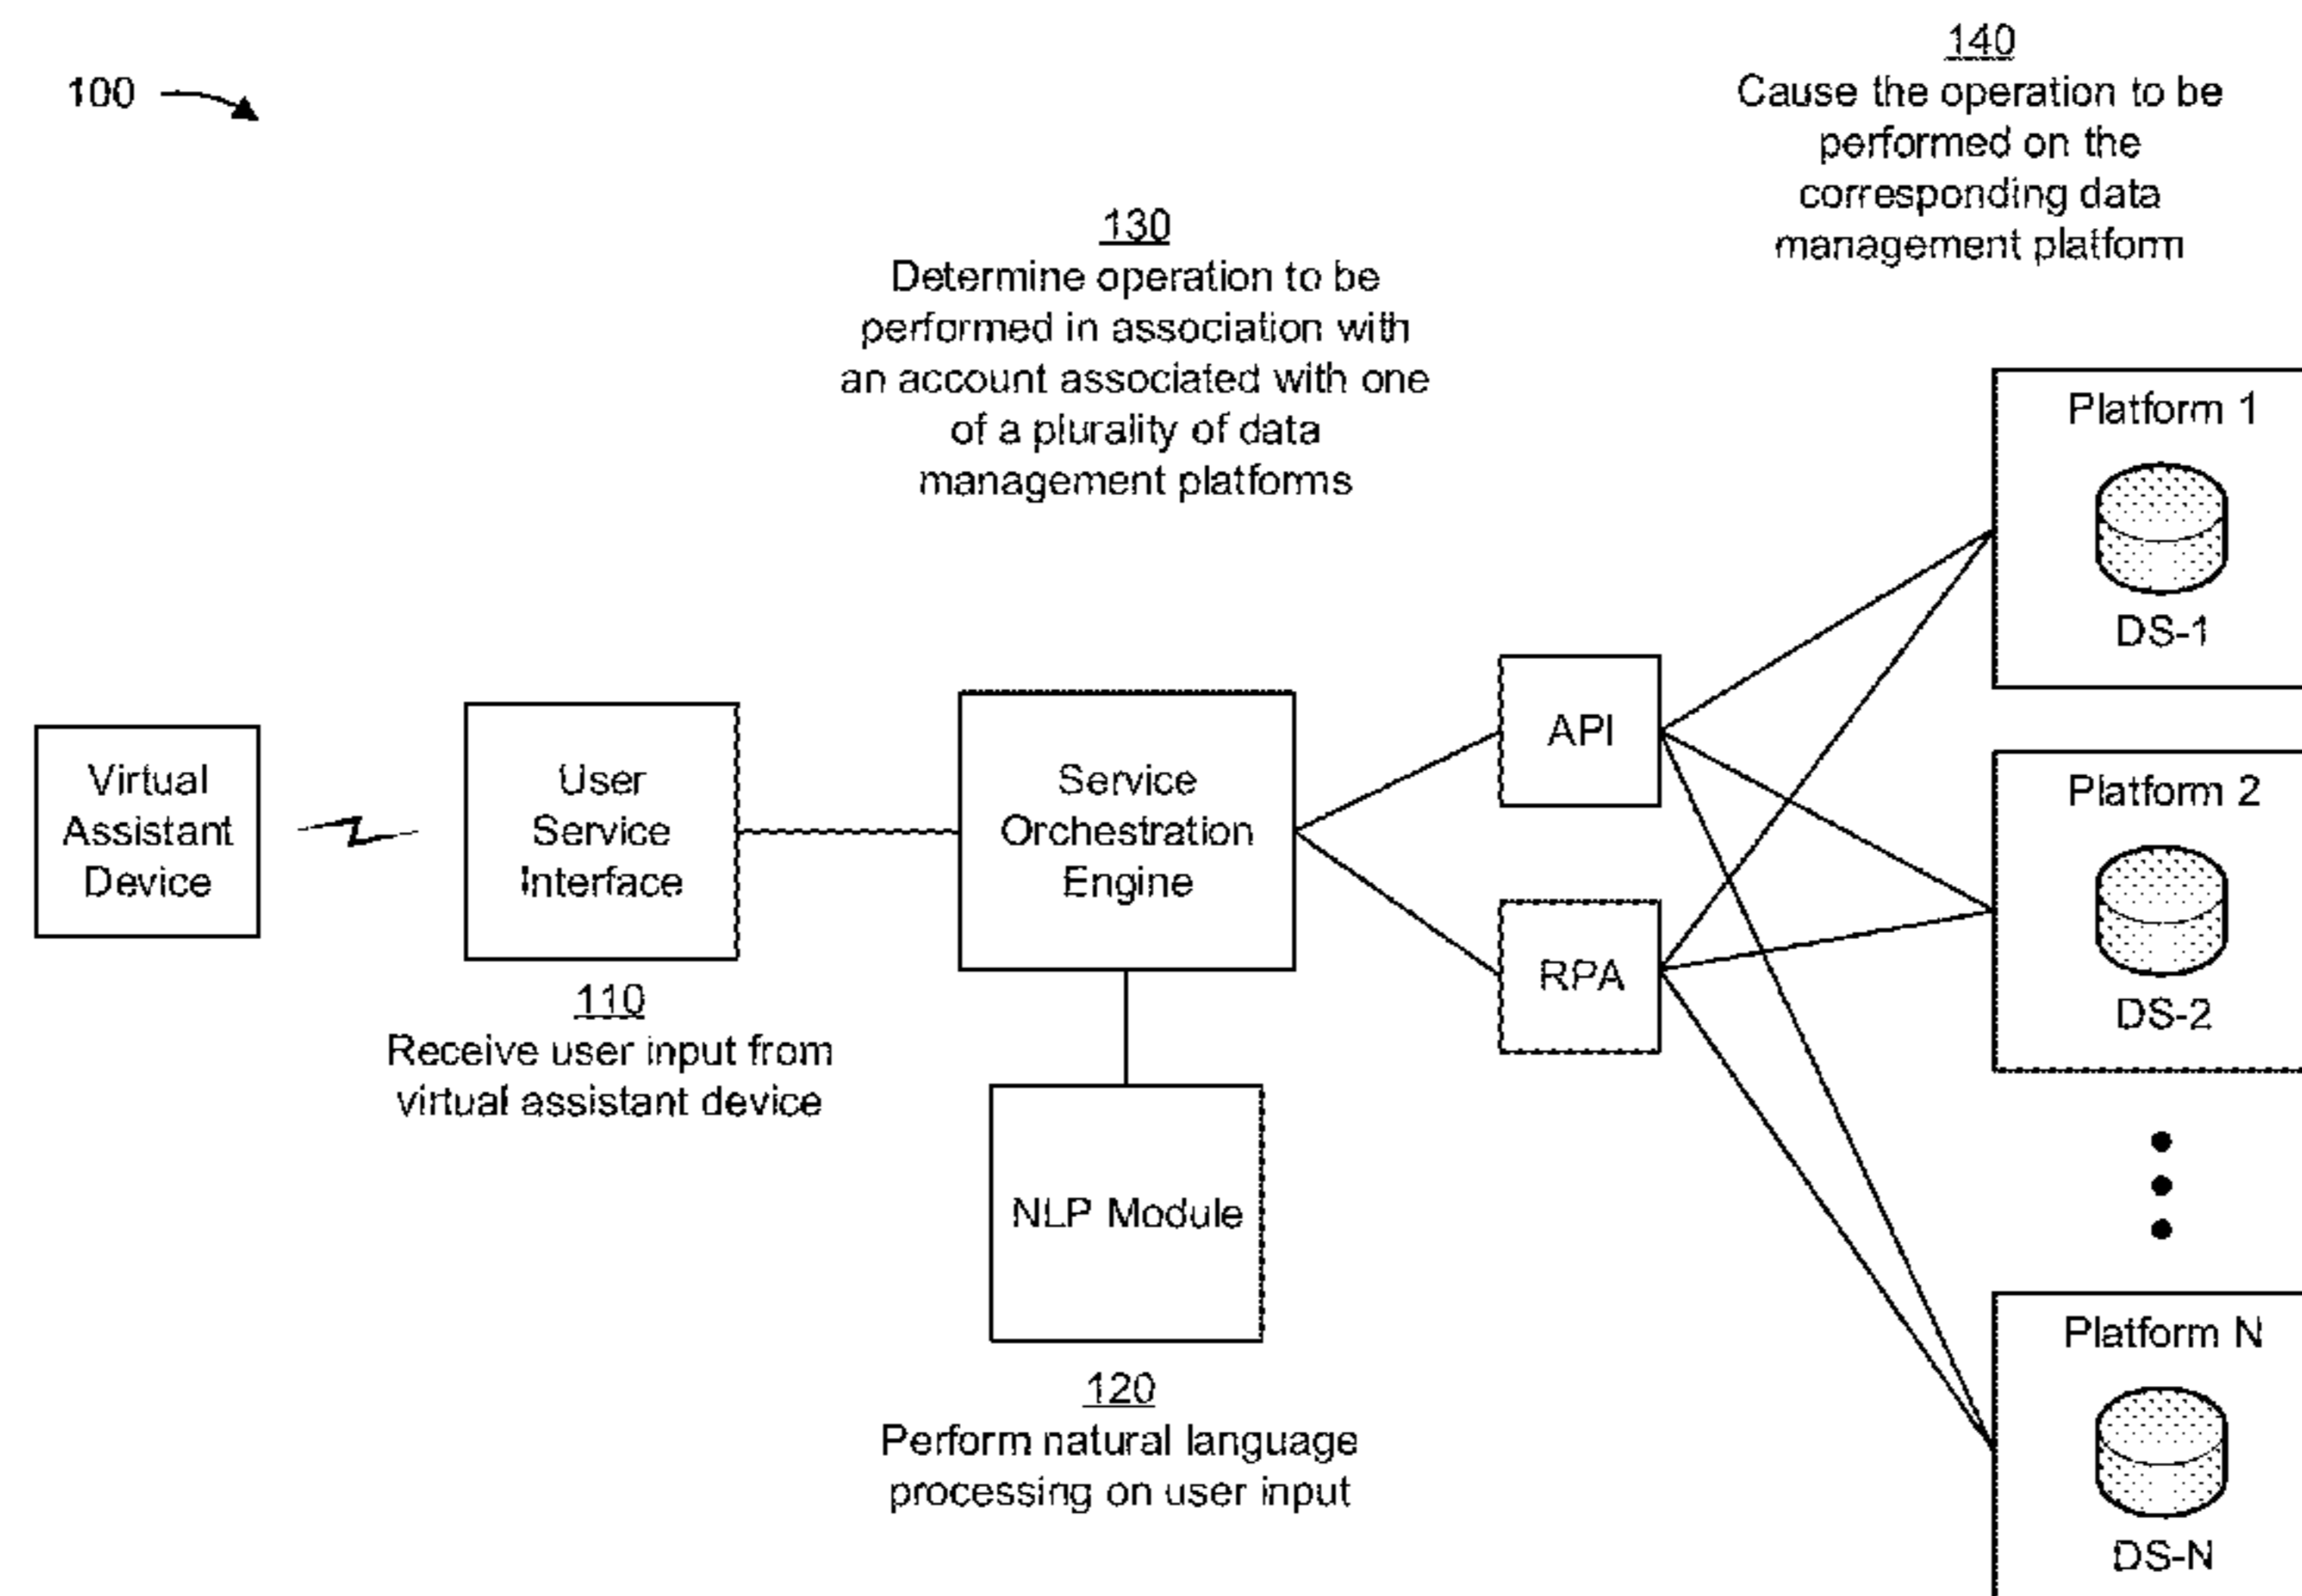 100
140
Cause the operation to be
performed on the
corresponding data
management platform
130
Determine operation to be
performed in association with
an account associated with one
of a plurality of data
management platforms
Platform 1
DS-1
Virtual
Assistant
Device
User
Service
Interface
Service
Orchestration
Engine
API
RPA
Platform 2
DS-2
110
Receive user input from
virtual assistant device
NLP Module
120
Perform natural language
processing on user input
Platform N
DS-N